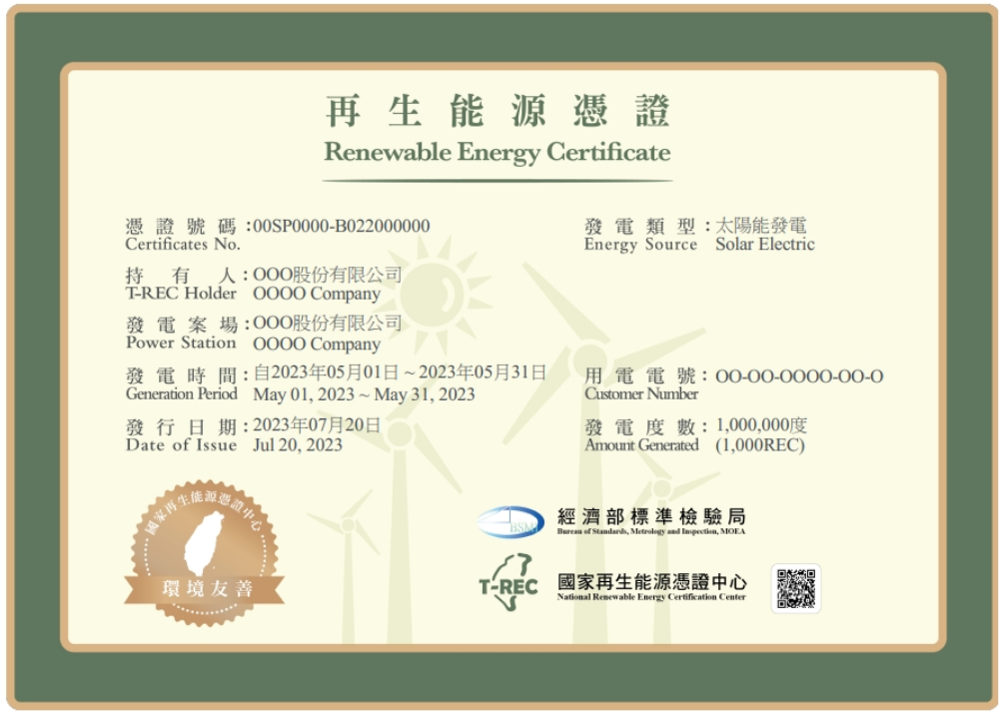 再生能源憑證
Renewable Energy Certificate
憑證號碼:00SP0000-B022000000
Certificates No.
發電類型:太陽能發電
Energy Source Solar Electric
持有人:OOO股份有限公司
T-REC Holder OOOO Company
發電案場:OOO股份有限公司
Power Station OOOO Company
發電時間:自2023年05月01日 ~ 2023年05月31日
Generation Period May 01, 2023 ~ May 31, 2023
用電電號:OO-OO-OOOO-OO-O
Customer Number
發行日期:2023年07月20日
Date of Issue Jul 20, 2023
發電度數:1,000,000度
Amount Generated (1,000REC)
國家再生能源憑證中心
環境友善
BSMI
經濟部標準檢驗局
Bureau of Standards, Metrology and Inspection, MOEA
T-REC
國家再生能源憑證中心
National Renewable Energy Certification Center